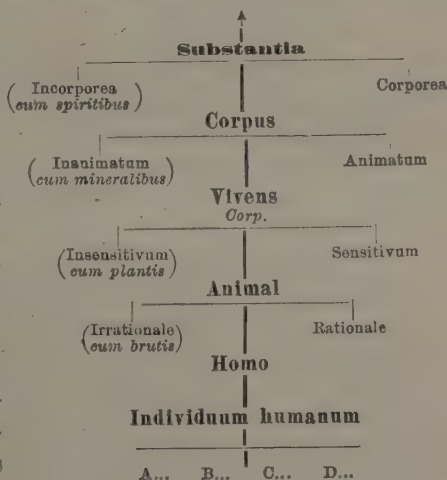 Substantia
(Incorporea
cum spiritibus)
Corporea
Corpus
(Inanimatum
cum mineralibus)
Animatum
Vivens
Corp.
(Insensitivum
cum plantis)
Sensitivum
Animal
(Irrationale
cum brutis)
Rationale
Homo
Individuum humanum
A... B... C... D...